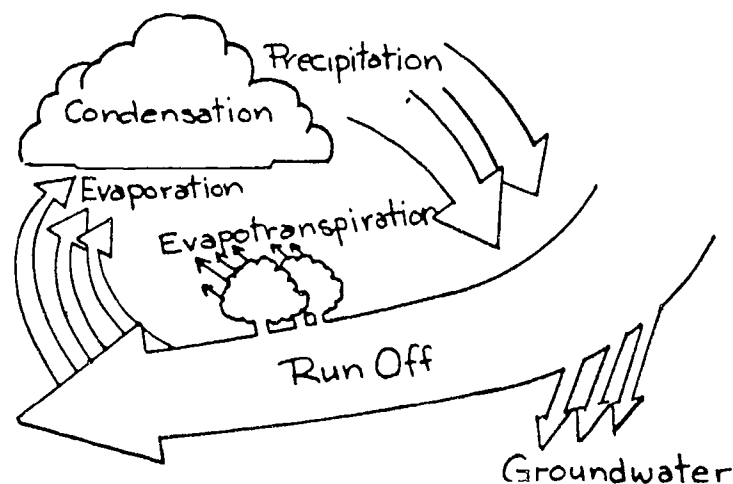 Precipitation
Condensation
Evaporation
Evapotranspiration
Run Off
Groundwater